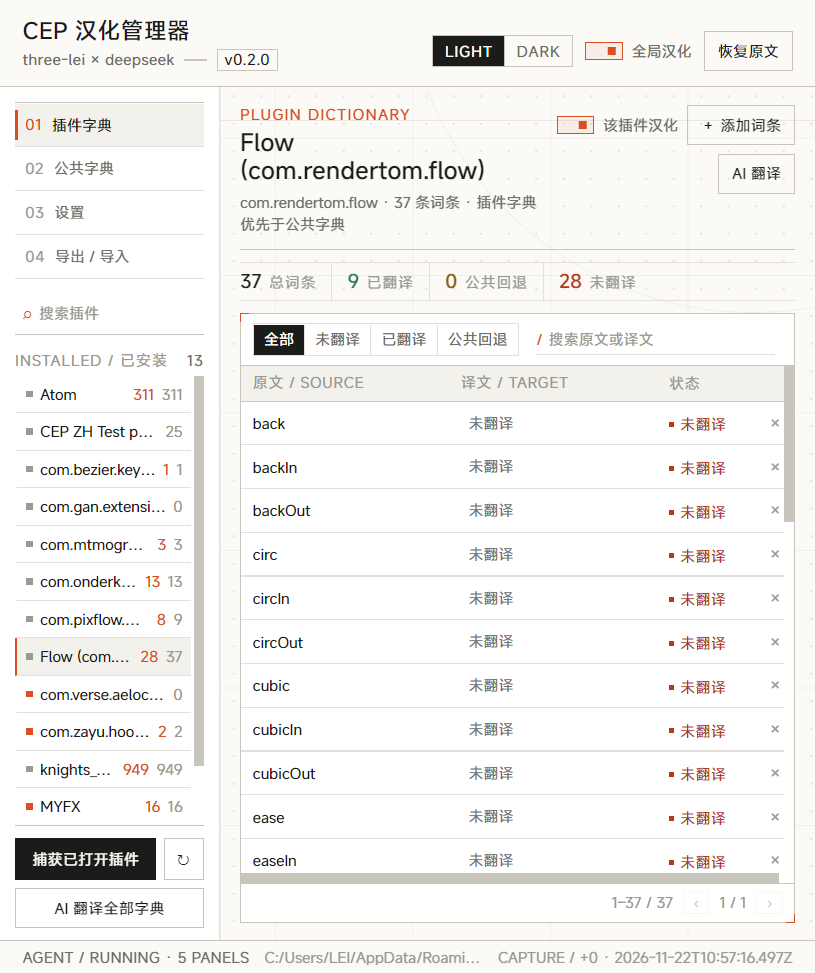 CEP 汉化管理器
three-lei × deepseek — v0.2.0
LIGHT DARK 全局汉化 恢复原文
01 插件字典
02 公共字典
03 设置
04 导出 / 导入
搜索插件
INSTALLED / 已安装 13
Atom 311 311
CEP ZH Test p... 25
com.bezier.key... 1 1
com.gan.extensi... 0
com.mtmogr... 3 3
com.onderk... 13 13
com.pixflow.... 8 9
Flow (com.... 28 37
com.verse.aeloc... 0
com.zayu.hoo... 2 2
knights_... 949 949
MYFX 16 16
捕获已打开插件 ↻
AI 翻译全部字典
PLUGIN DICTIONARY
Flow
(com.rendertom.flow)
com.rendertom.flow · 37 条词条 · 插件字典
优先于公共字典
该插件汉化 + 添加词条
AI 翻译
37 总词条 9 已翻译 0 公共回退 28 未翻译
全部 未翻译 已翻译 公共回退 / 搜索原文或译文
原文 / SOURCE 译文 / TARGET 状态
back 未翻译 未翻译 ×
backIn 未翻译 未翻译 ×
backOut 未翻译 未翻译 ×
circ 未翻译 未翻译 ×
circIn 未翻译 未翻译 ×
circOut 未翻译 未翻译 ×
cubic 未翻译 未翻译 ×
cubicIn 未翻译 未翻译 ×
cubicOut 未翻译 未翻译 ×
ease 未翻译 未翻译 ×
easeIn 未翻译 未翻译 ×
1–37 / 37 ‹ 1 / 1 ›
AGENT / RUNNING · 5 PANELS C:/Users/LEI/AppData/Roami... CAPTURE / +0 · 2026-11-22T10:57:16.497Z